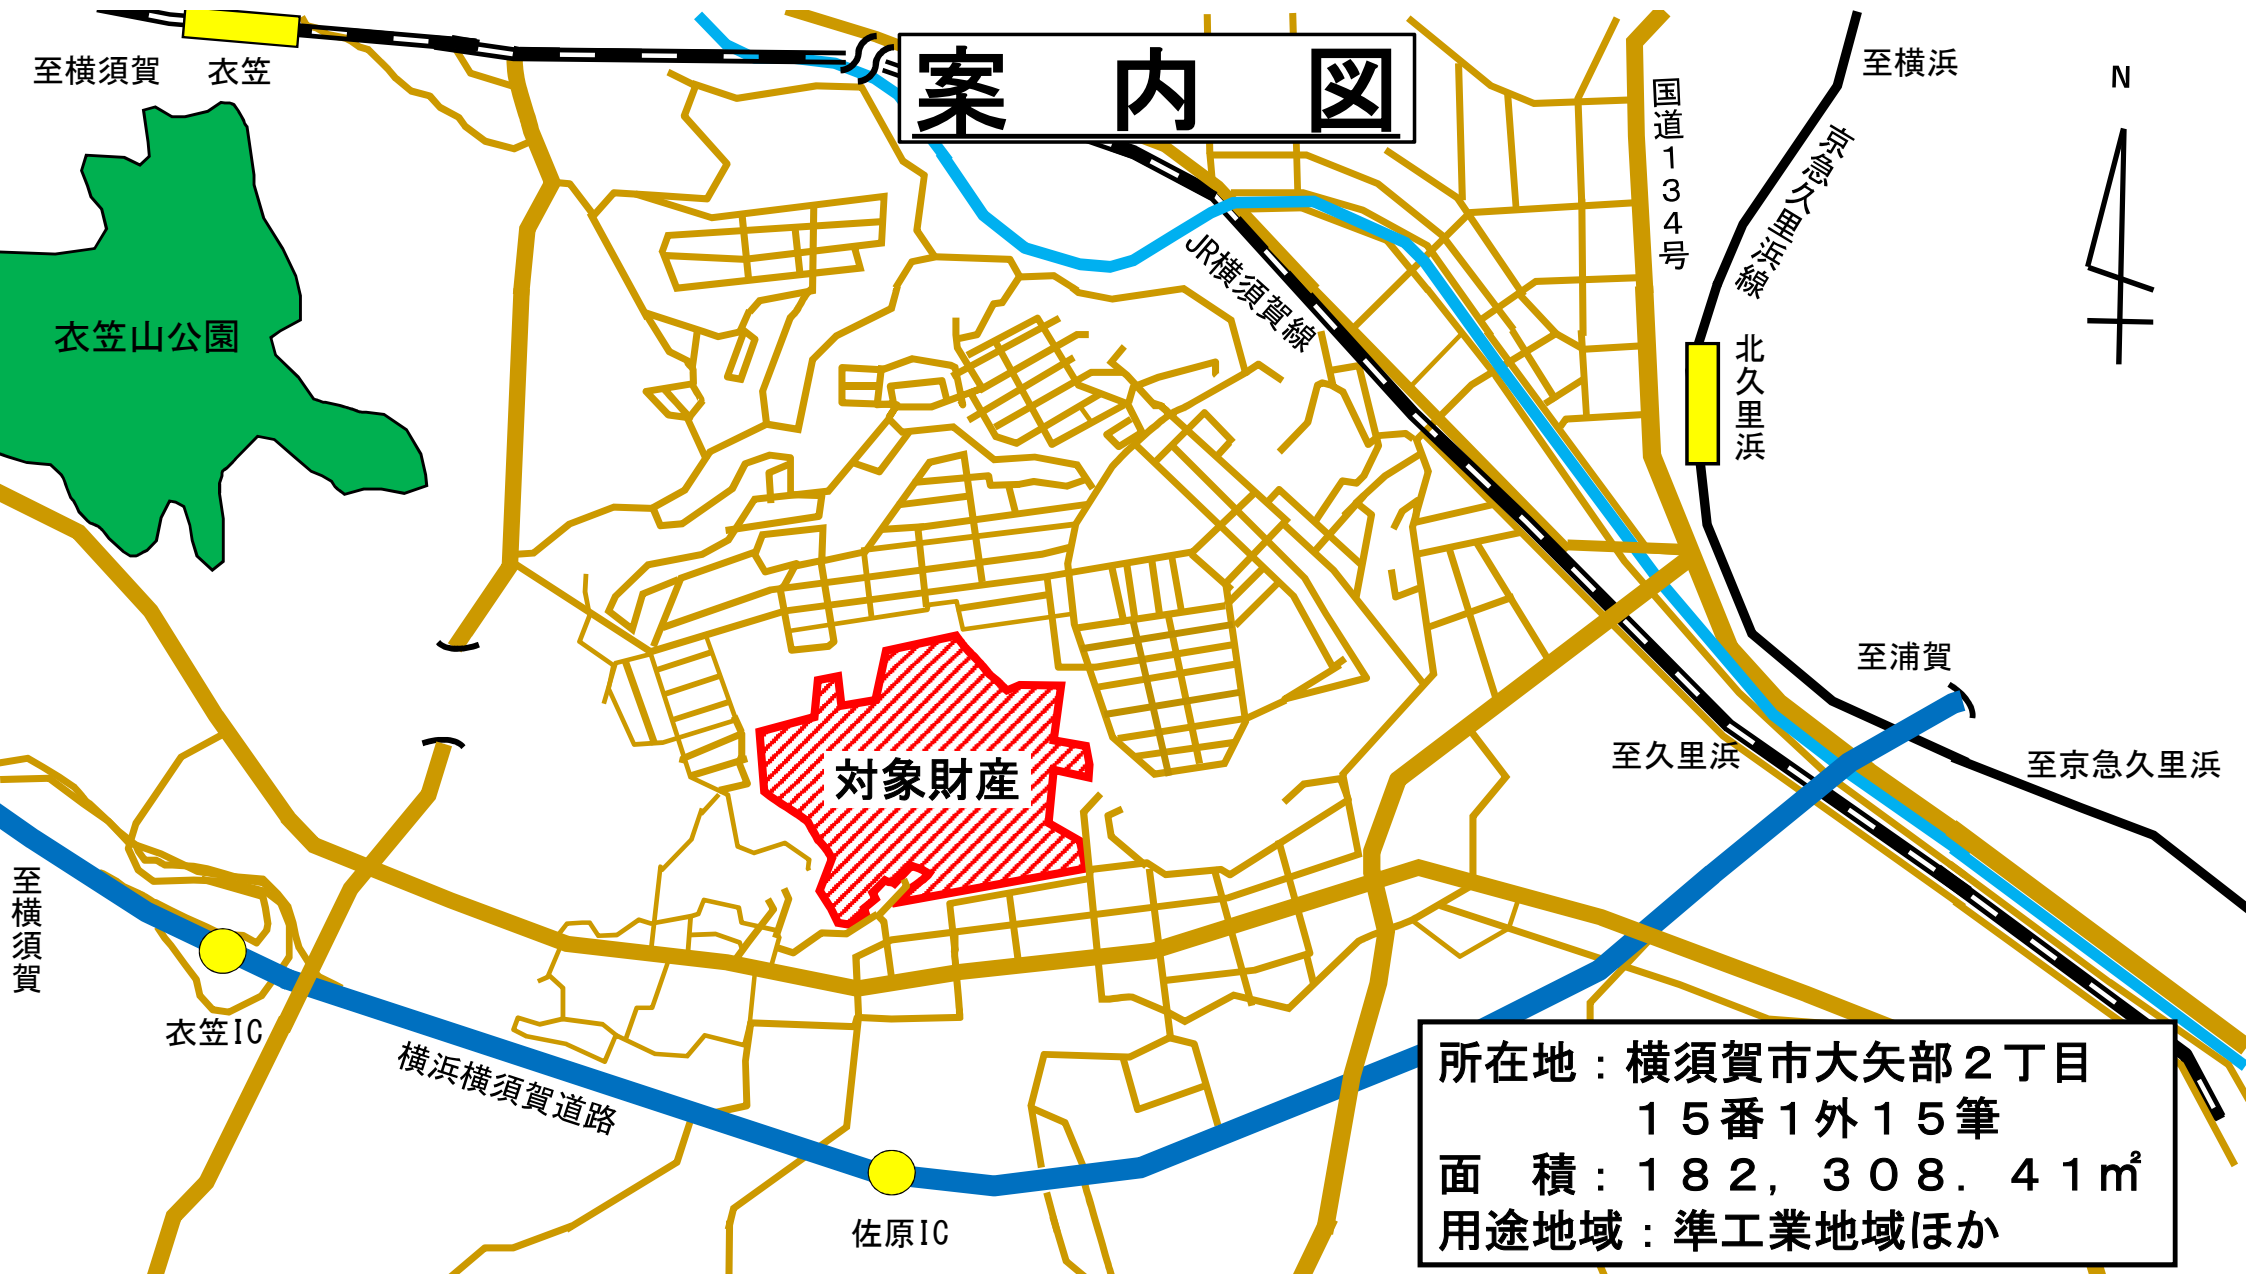 案　内　図
至横須賀
衣笠
衣笠山公園
国道134号
至横浜
京急久里浜線
N
JR横須賀線
北久里浜
至浦賀
至久里浜
至京急久里浜
対象財産
至横須賀
衣笠IC
横浜横須賀道路
佐原IC
所在地：横須賀市大矢部２丁目
１５番１外１５筆
面　積：１８２，３０８．４１㎡
用途地域：準工業地域ほか